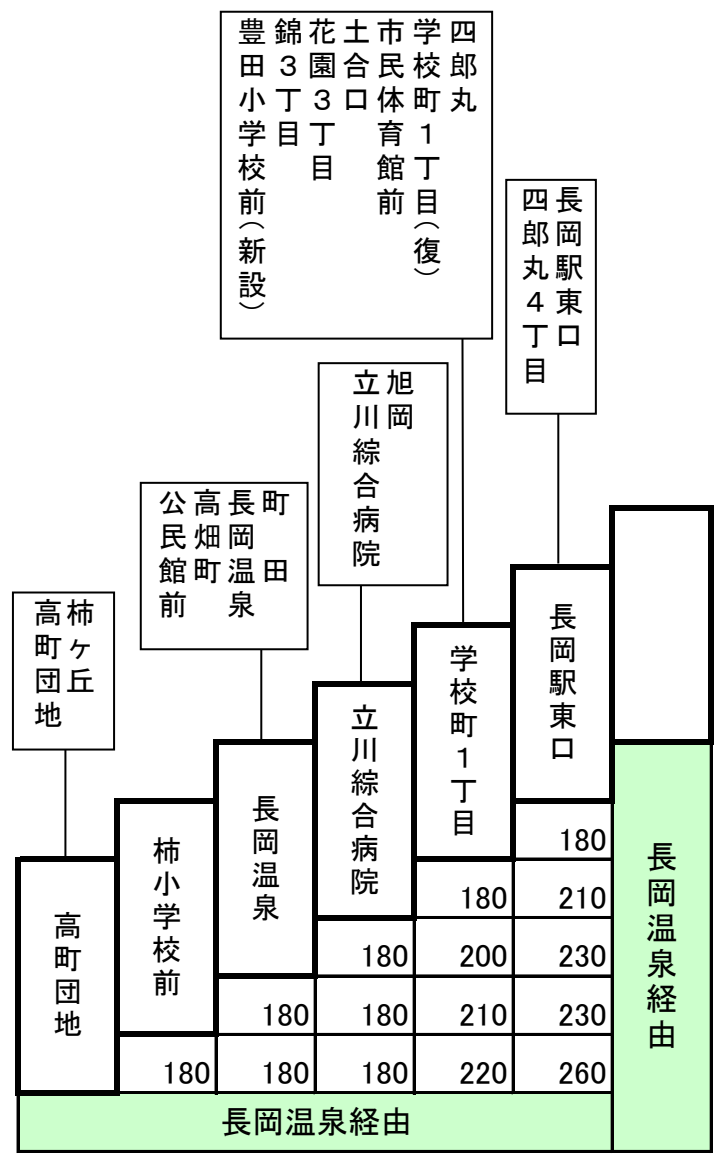 四郎丸
学校町１丁目（復）
市民体育館前
土合口
花園３丁目
錦３丁目
豊田小学校前（新設）
長岡駅東口
四郎丸４丁目
旭岡
立川綜合病院
町田
長岡温泉
高畑町
公民館前
柿ヶ丘
高町団地
長岡駅東口
学校町１丁目
立川綜合病院
長岡温泉
柿小学校前
高町団地
180
180 210
180 200 230
180 180 210 230
180 180 180 220 260
長岡温泉経由
長岡温泉経由